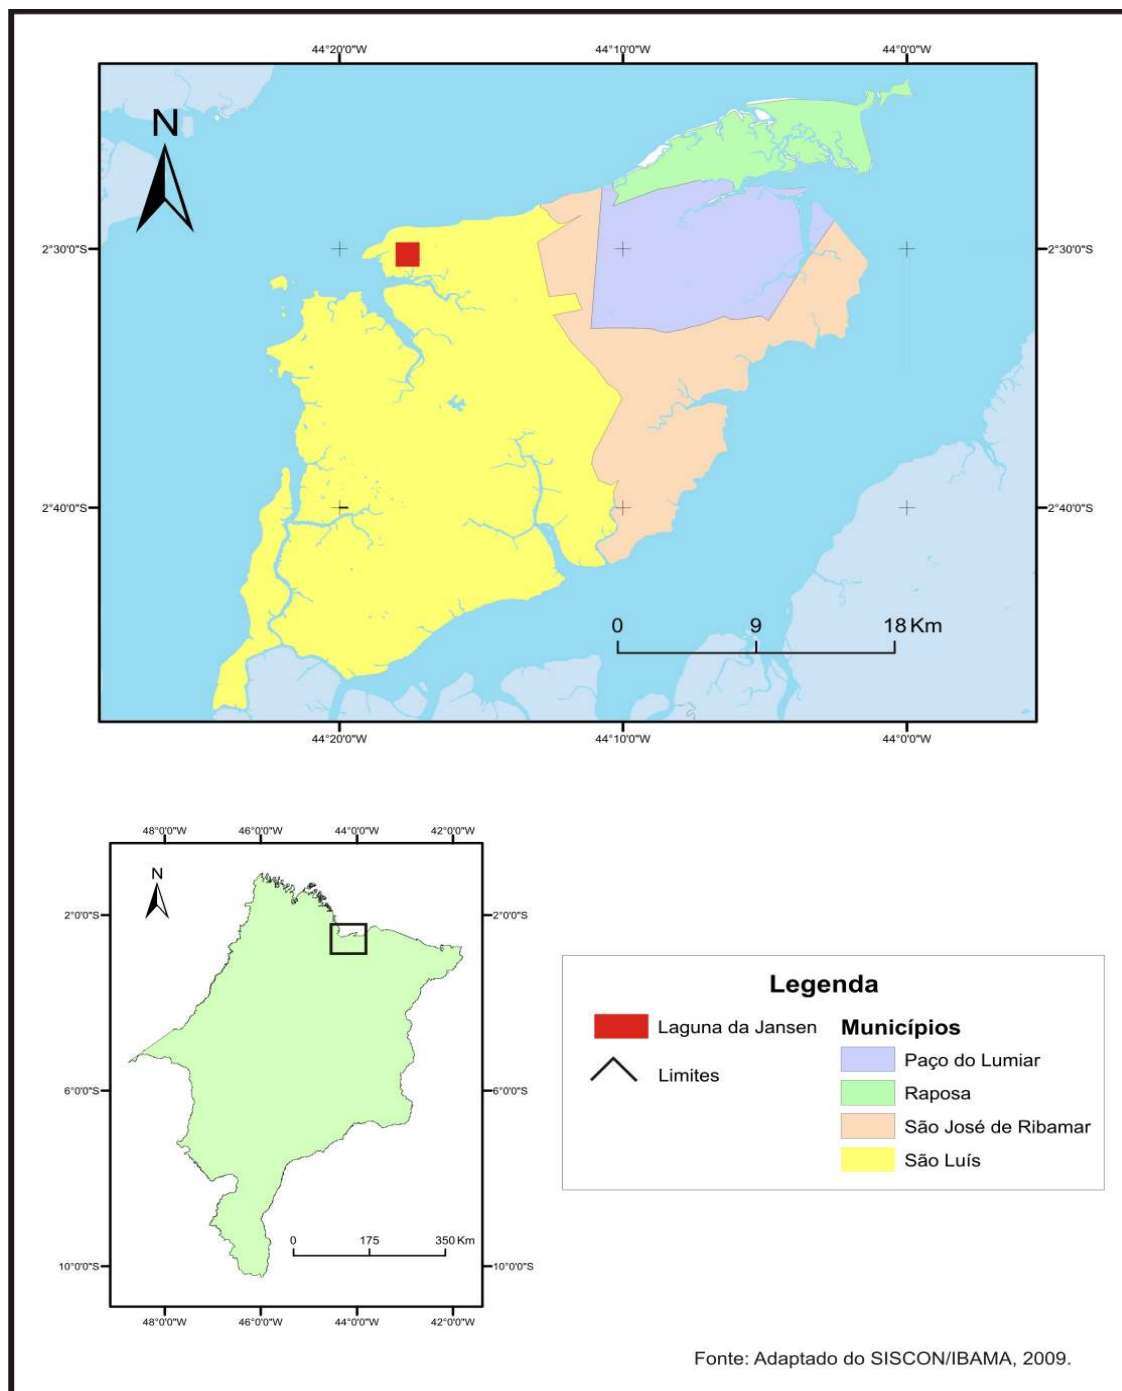 44°20'0"W 44°10'0"W 44°0'0"W
N
2°30'0"S 2°30'0"S
2°40'0"S 2°40'0"S
0 9 18 Km
44°20'0"W 44°10'0"W 44°0'0"W
48°0'0"W 46°0'0"W 44°0'0"W 42°0'0"W
N
2°0'0"S 2°0'0"S
6°0'0"S 6°0'0"S
0 175 350 Km
10°0'0"S 10°0'0"S
48°0'0"W 46°0'0"W 44°0'0"W 42°0'0"W
Legenda
Laguna da Jansen
Limites
Municípios
Paço do Lumiar
Raposa
São José de Ribamar
São Luís
Fonte: Adaptado do SISCON/IBAMA, 2009.